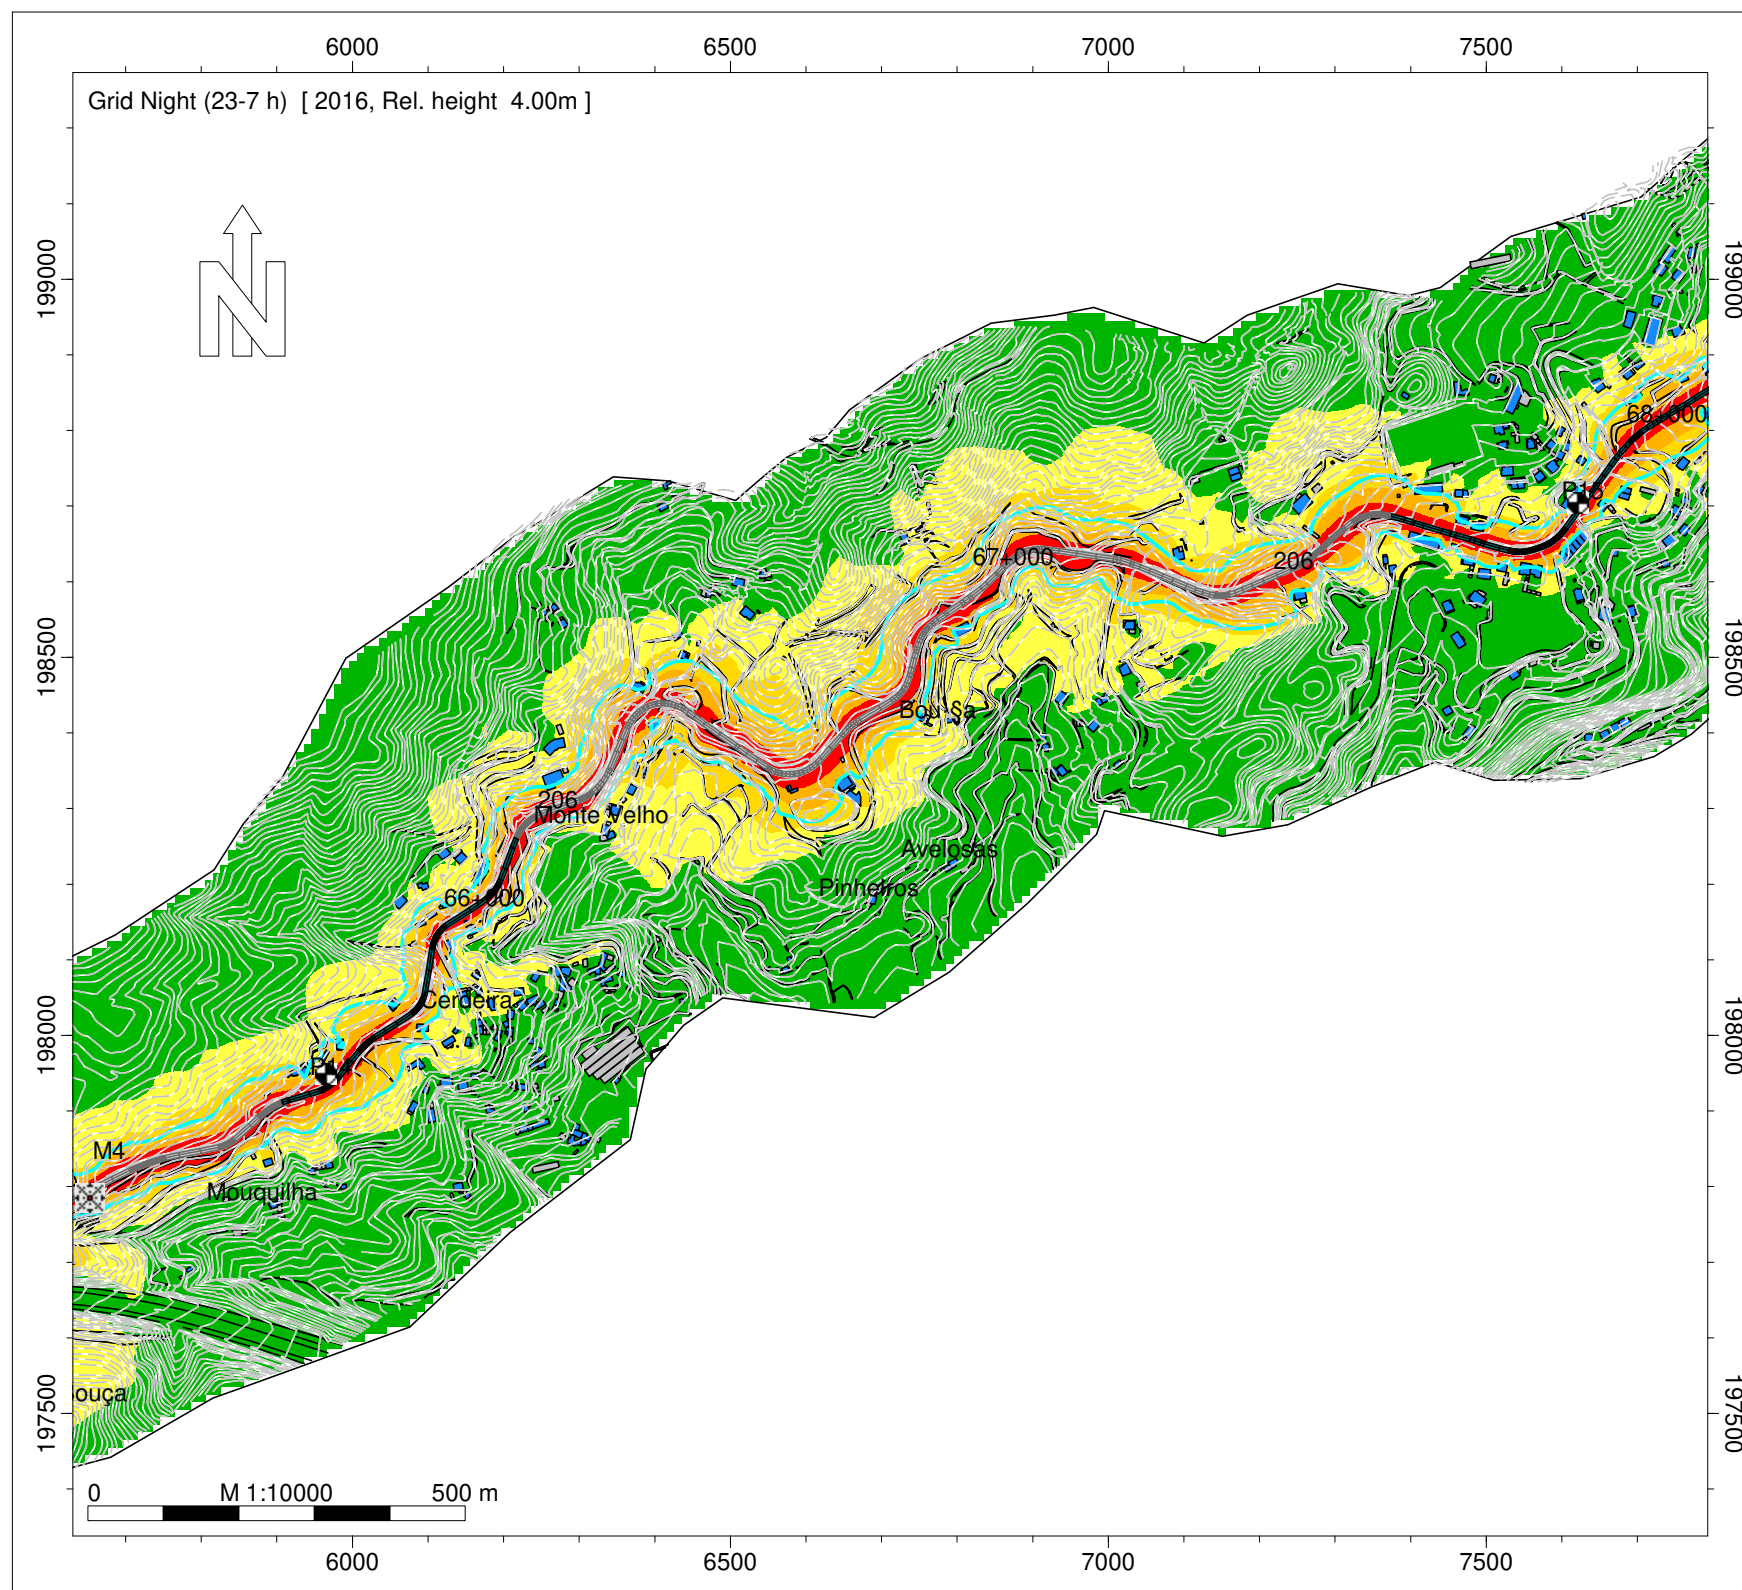 6000 6500 7000 7500
Grid Night (23-7 h) [ 2016, Rel. height 4.00m ]
N
199000 199000
68+000
67+000
206
198500 198500
Bou §a
206
Monte Velho
Avelosas
Pinheiros
66+000
Cerdeira
198000 198000
M4
Mouquilha
ouça
197500 197500
0 M 1:10000 500 m
6000 6500 7000 7500